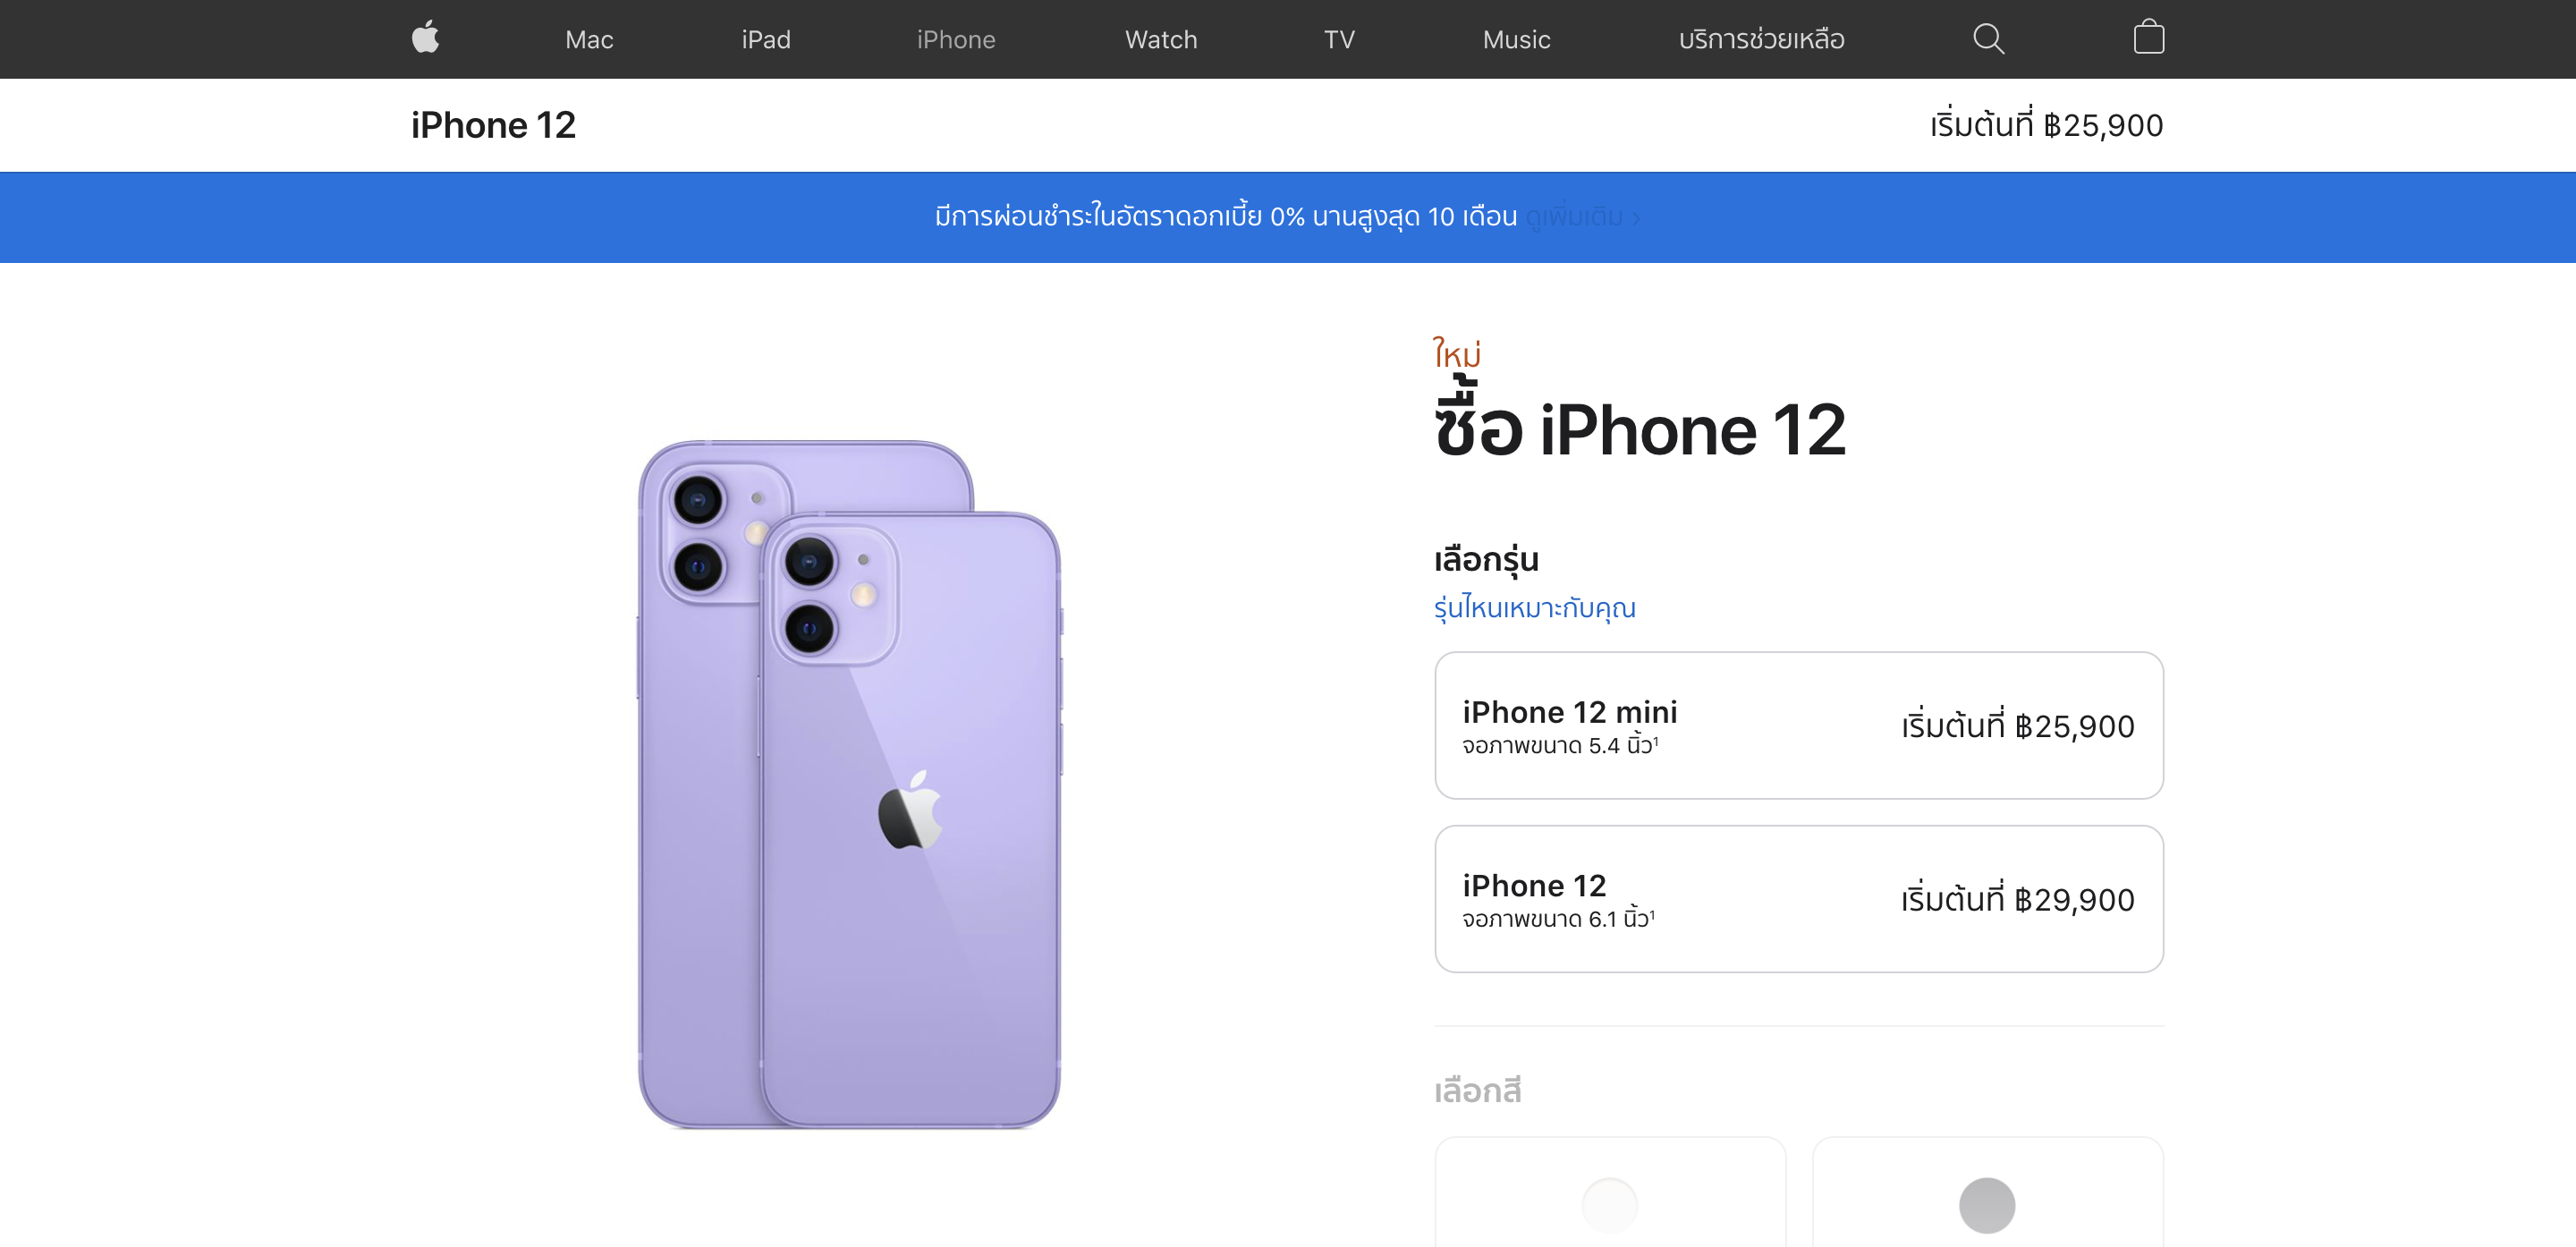 Mac iPad iPhone Watch TV Music บริการช่วยเหลือ
iPhone 12
เริ่มต้นที่ ฿25,900
มีการผ่อนชำระในอัตราดอกเบี้ย 0% นานสูงสุด 10 เดือน ดูเพิ่มเติม >
ใหม่
ซื้อ iPhone 12
เลือกรุ่น
รุ่นไหนเหมาะกับคุณ
iPhone 12 mini
จอภาพขนาด 5.4 นิ้ว¹
เริ่มต้นที่ ฿25,900
iPhone 12
จอภาพขนาด 6.1 นิ้ว¹
เริ่มต้นที่ ฿29,900
เลือกสี